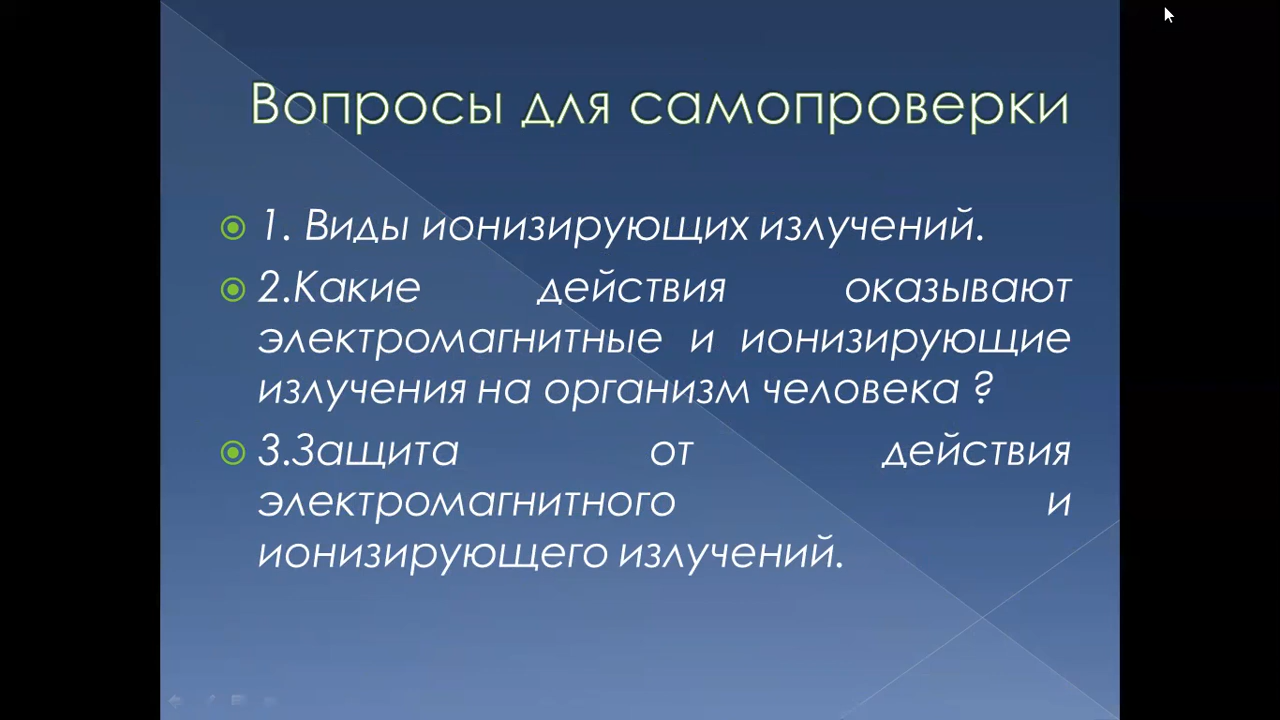 Вопросы для самопроверки
1. Виды ионизирующих излучений.
2.Какие действия оказывают
электромагнитные и ионизирующие
излучения на организм человека ?
3.Защита от действия
электромагнитного и
ионизирующего излучений.